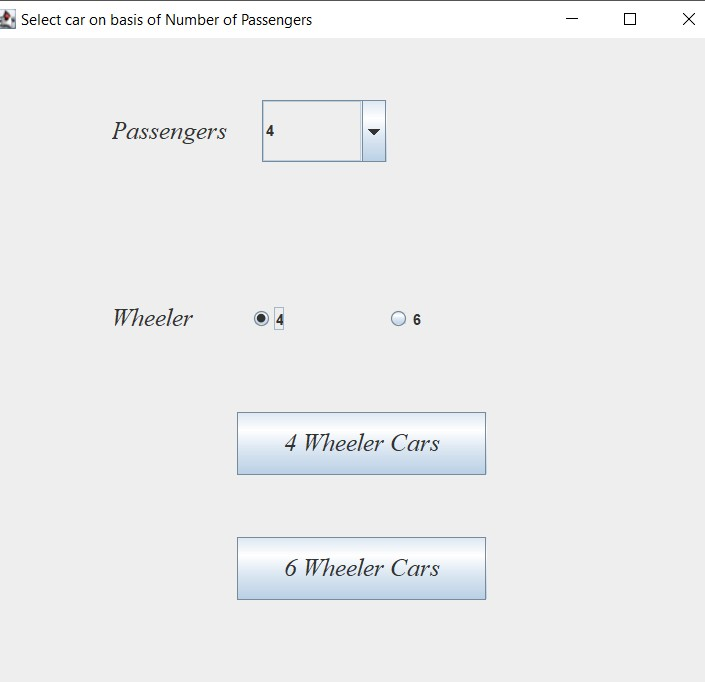 Select car on basis of Number of Passengers
Passengers 4
Wheeler 4 6
4 Wheeler Cars
6 Wheeler Cars